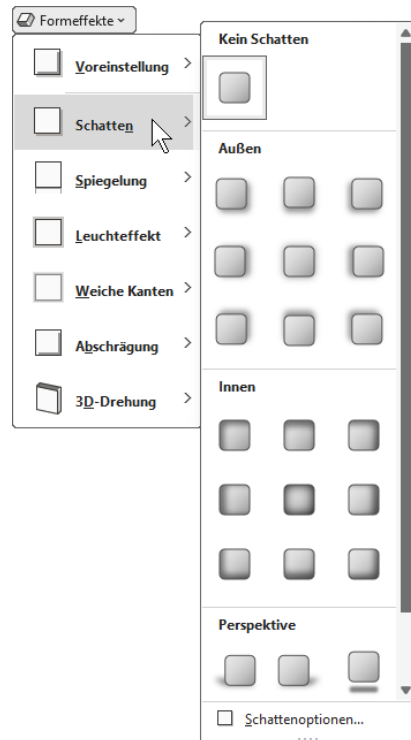 Formeffekte
Voreinstellung
Schatten
Spiegelung
Leuchteffekt
Weiche Kanten
Abschrägung
3D-Drehung
Kein Schatten
Außen
Innen
Perspektive
Schattenoptionen...